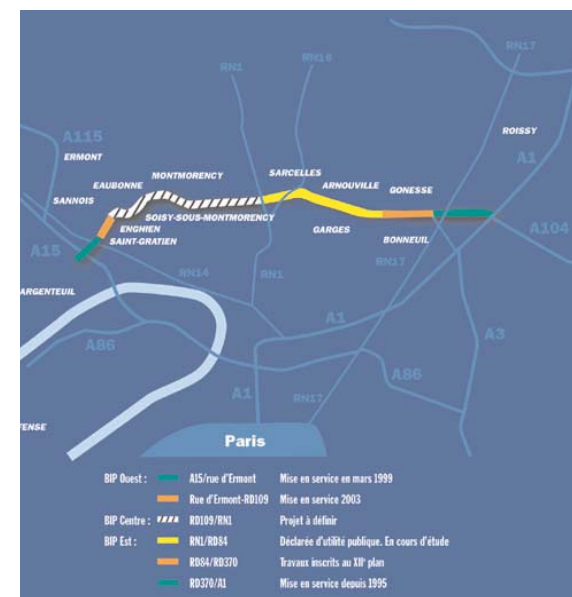 RN17
RN16
RN1
ROISSY
A115
ERMONT
A1
MONTMORENCY
SARCELLES
EAUBONNE
ARNOUVILLE
GONESSE
SANNOIS
SOISY-SOUS-MONTMORENCY
A104
ENGHIEN
GARGES
SAINT-GRATIEN
BONNEUIL
A15
RN17
RN14
RN1
ARGENTEUIL
A1
A3
A86
A86
A1
RN17
ENSE
Paris
BIP Ouest : A15/rue d'Ermont Mise en service en mars 1999
Rue d'Ermont-RD109 Mise en service 2003
BIP Centre : RD109/RN1 Projet à définir
BIP Est : RN1/RD84 Déclarée d'utilité publique. En cours d'étude
RD84/RD370 Travaux inscrits au XIIe plan
RD370/A1 Mise en service depuis 1995